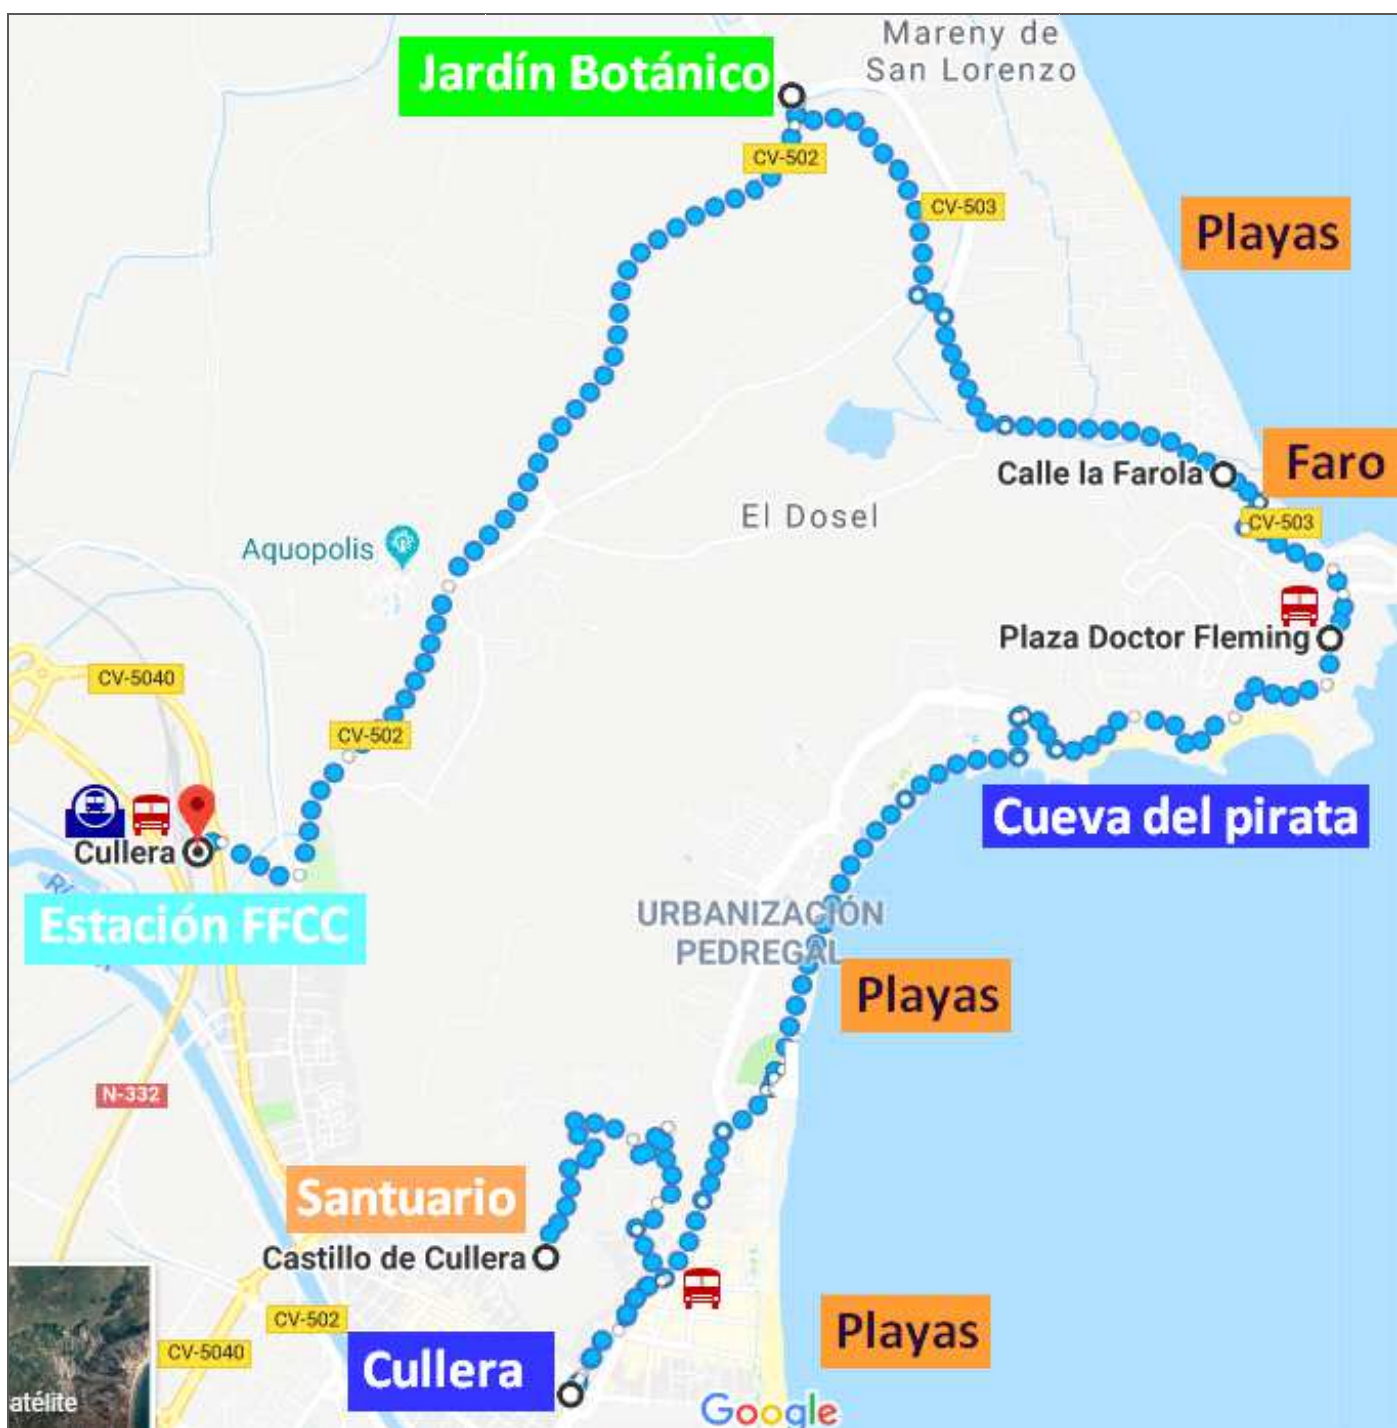 Mareny de
San Lorenzo
Jardín Botánico
CV-502
CV-503
Playas
Faro
Calle la Farola
CV-503
El Dosel
Aquopolis
Plaza Doctor Fleming
CV-5040
CV-502
Cueva del pirata
Cullera
Estación FFCC
URBANIZACIÓN
PEDREGAL
Playas
N-332
Santuario
Castillo de Cullera
CV-502
Playas
CV-5040
Cullera
atélite
Google